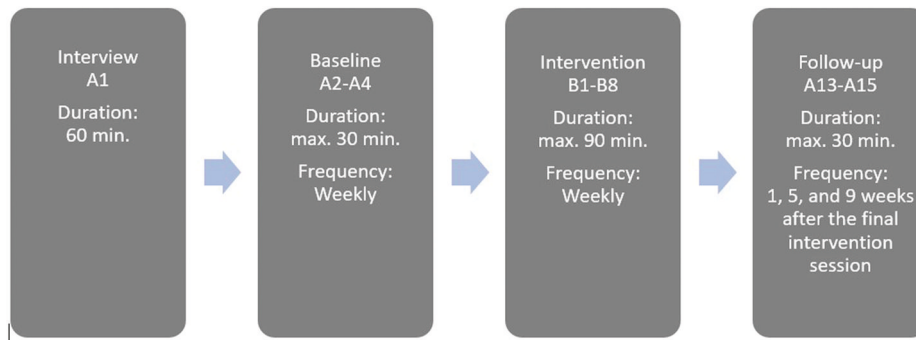 Interview
A1
Duration:
60 min.
Baseline
A2-A4
Duration:
max. 30 min.
Frequency:
Weekly
Intervention
B1-B8
Duration:
max. 90 min.
Frequency:
Weekly
Follow-up
A13-A15
Duration:
max. 30 min.
Frequency:
1, 5, and 9 weeks
after the final
intervention
session